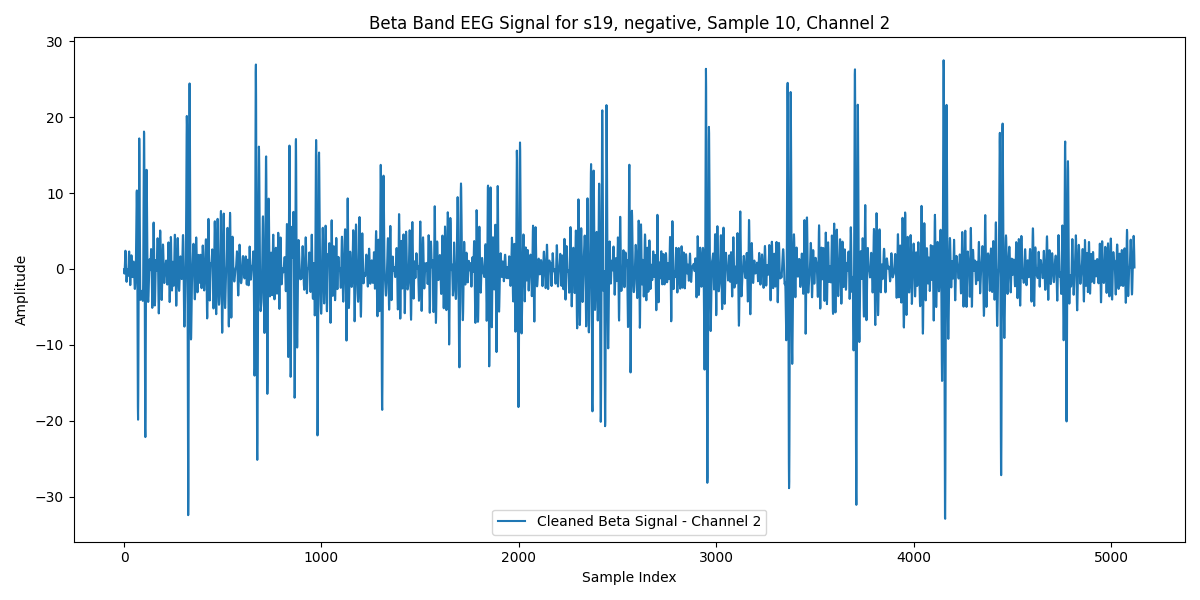 Beta Band EEG Signal for s19, negative, Sample 10, Channel 2
30
20
10
0
−10
−20
−30
Amplitude
Cleaned Beta Signal - Channel 2
0 1000 2000 3000 4000 5000
Sample Index